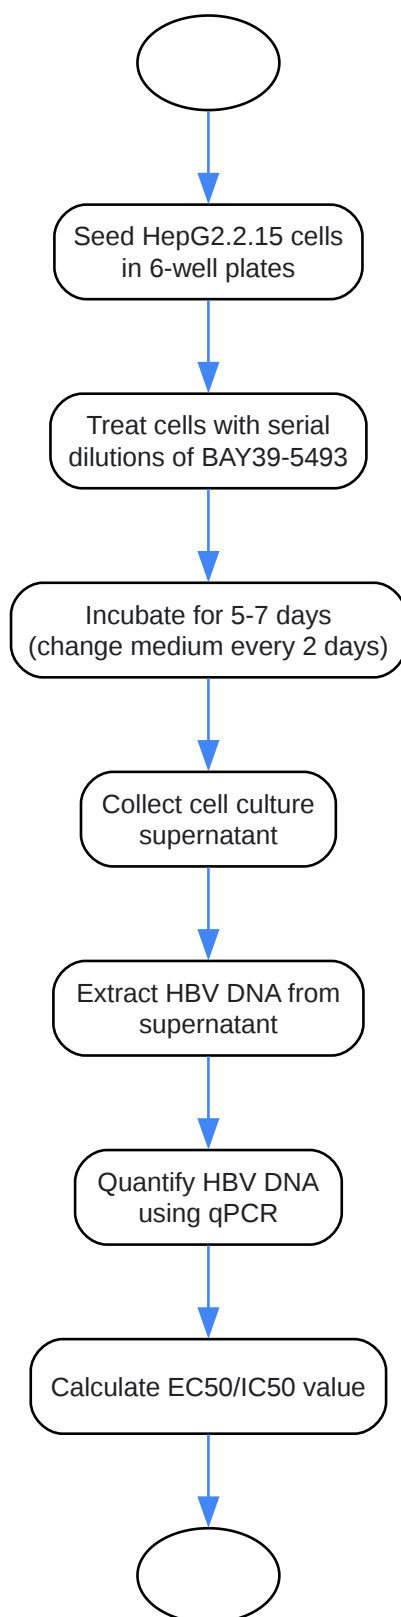 Seed HepG2.2.15 cells
in 6-well plates
Treat cells with serial
dilutions of BAY39-5493
Incubate for 5-7 days
(change medium every 2 days)
Collect cell culture
supernatant
Extract HBV DNA from
supernatant
Quantify HBV DNA
using qPCR
Calculate EC50/IC50 value